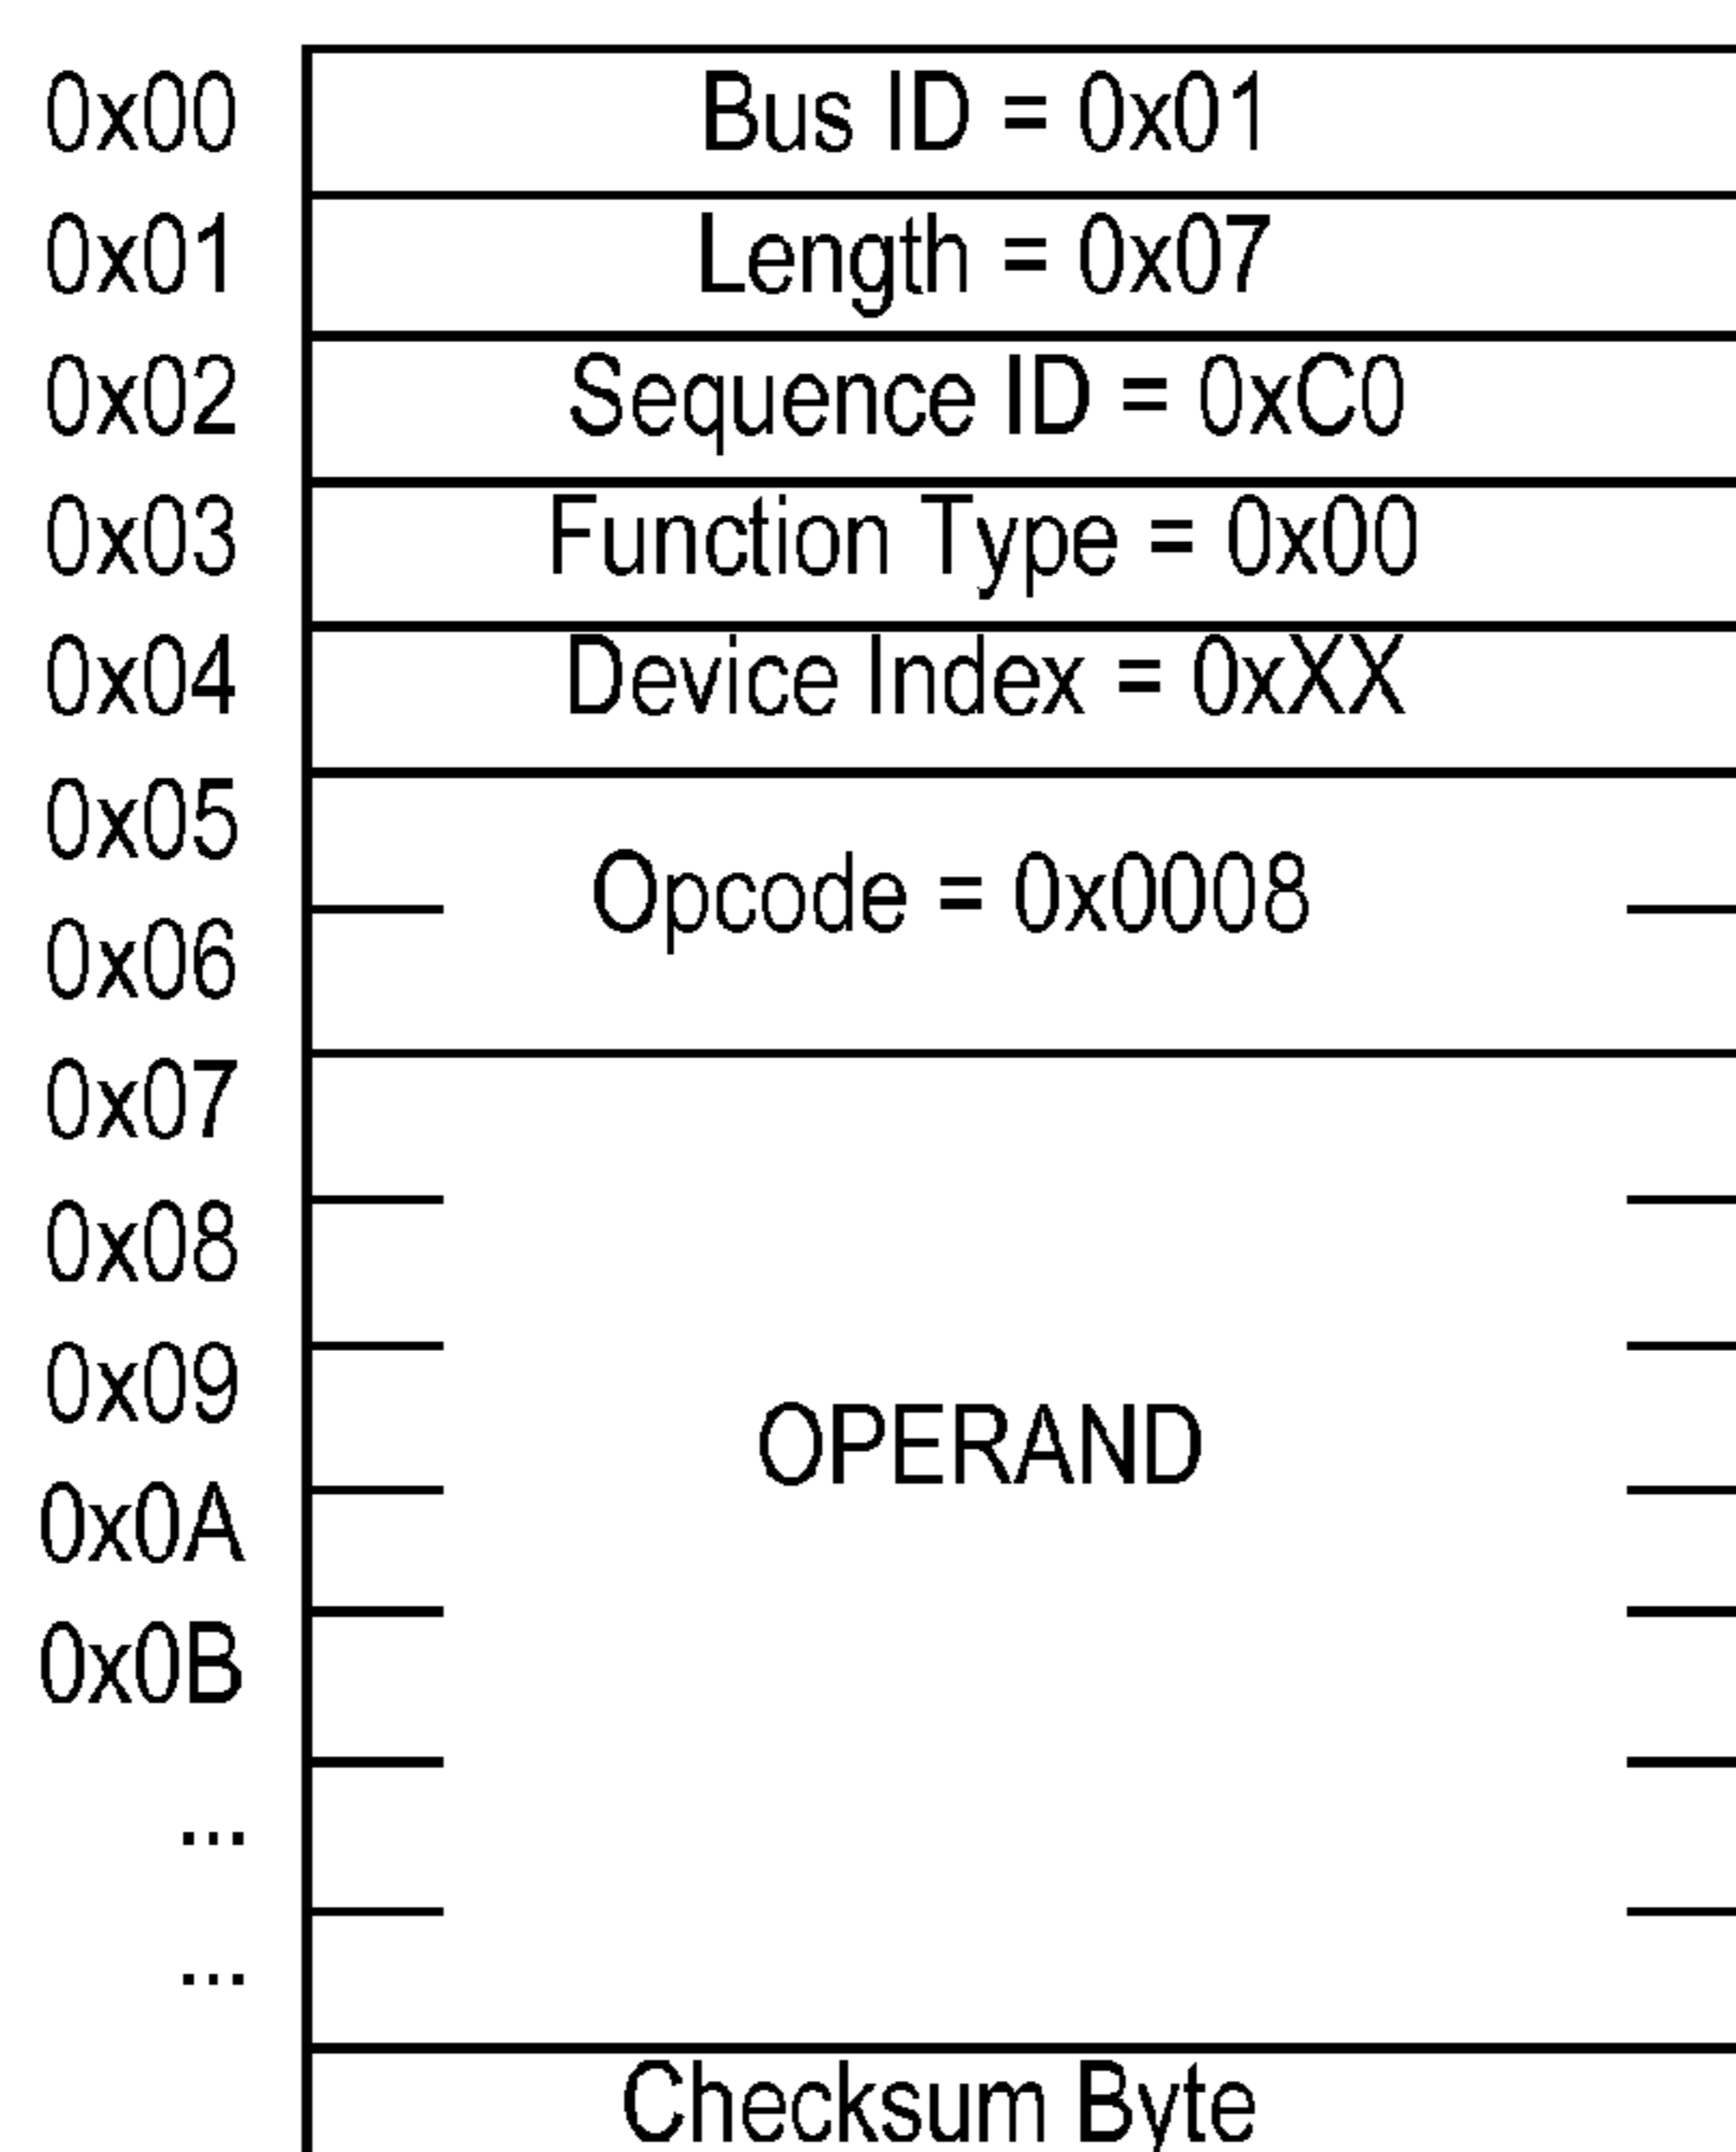 0x00 Bus ID = 0x01
0x01 Length = 0x07
0x02 Sequence ID = 0xC0
0x03 Function Type = 0x00
0x04 Device Index = 0xXX
0x05
Opcode = 0x0008
0x06
0x07
0x08
0x09
OPERAND
0x0A
0x0B
...
...
Checksum Byte